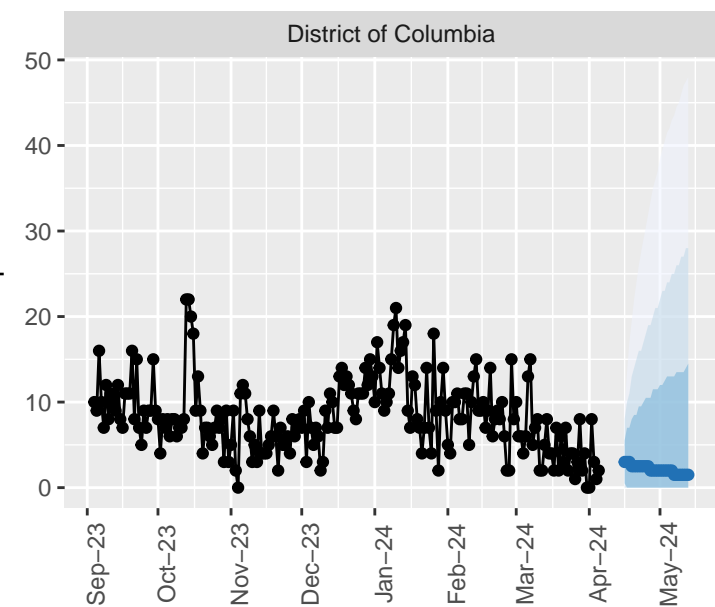 District of Columbia
50
40
30
20
10
0
Sep–23
Oct–23
Nov–23
Dec–23
Jan–24
Feb–24
Mar–24
Apr–24
May–24